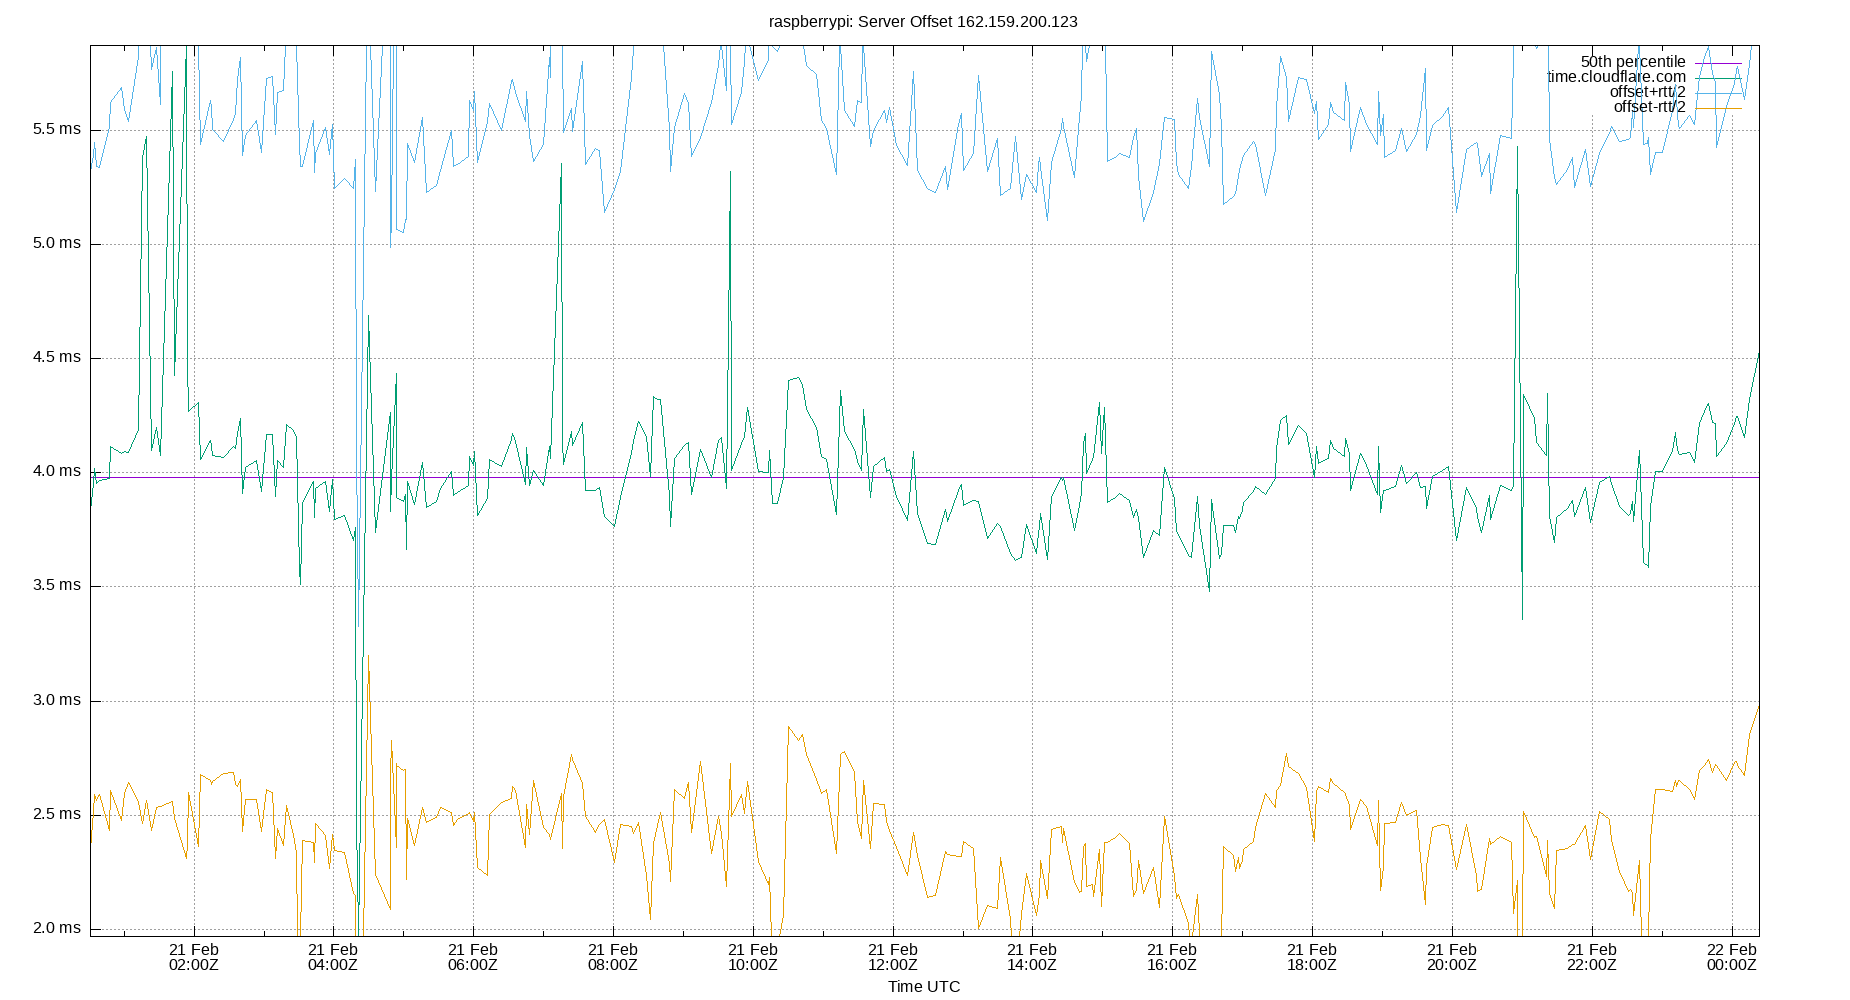 raspberrypi: Server Offset 162.159.200.123
50th percentile
time.cloudflare.com
offset+rtt/2
offset-rtt/2
5.5 ms
5.0 ms
4.5 ms
4.0 ms
3.5 ms
3.0 ms
2.5 ms
2.0 ms
21 Feb 21 Feb 21 Feb 21 Feb 21 Feb 21 Feb 21 Feb 21 Feb 21 Feb 21 Feb 21 Feb 22 Feb
02:00Z 04:00Z 06:00Z 08:00Z 10:00Z 12:00Z 14:00Z 16:00Z 18:00Z 20:00Z 22:00Z 00:00Z
Time UTC